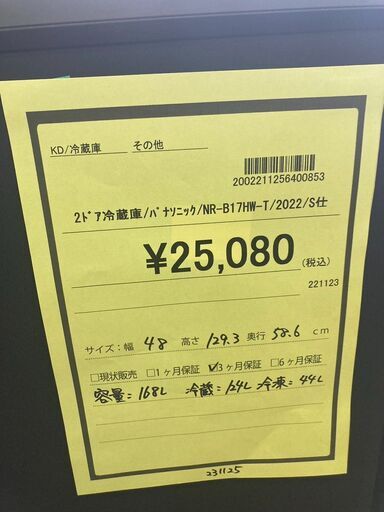 KD/冷蔵庫 その他
2002211256400853
2ﾄﾞｱ冷蔵庫/ﾊﾟﾅｿﾆｯｸ/NR-B17HW-T/2022/S仕
¥25,080 (税込)
221123
サイズ:幅 48 高さ 129.3 奥行 58.6 cm
□現状販売 □1ヶ月保証 ☑3ヶ月保証 □6ヶ月保証
容量:168L 冷蔵:124L 冷凍:44L
231125